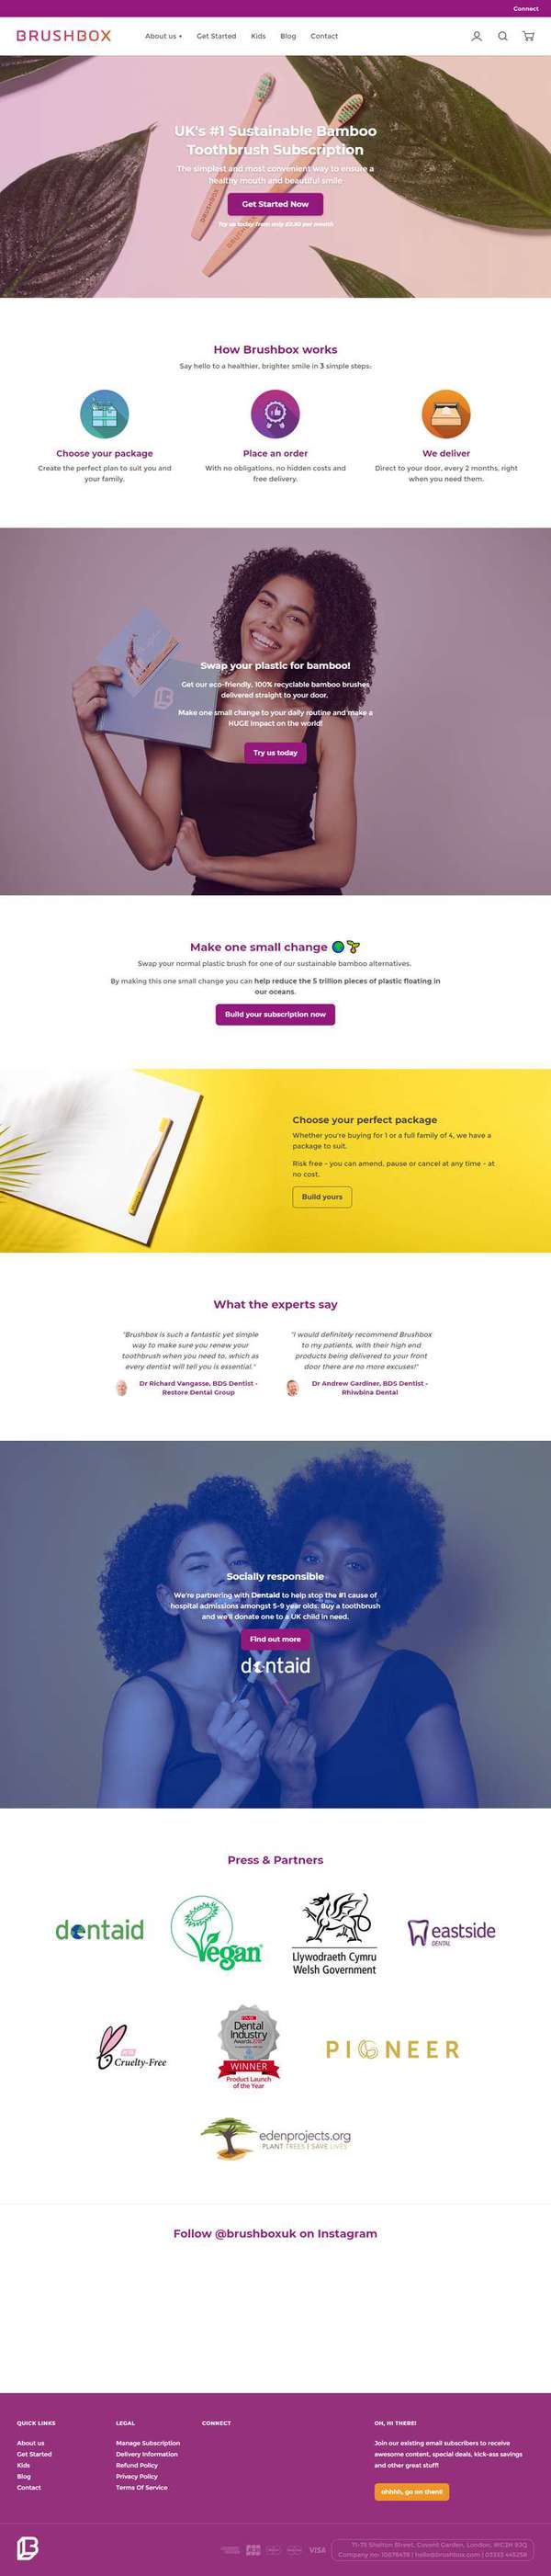 Connect
BRUSHBOX
About us
Get Started
Kids
Blog
Contact
UK's #1 Sustainable Bamboo
Toothbrush Subscription
The simplest and most convenient way to ensure a
healthy mouth and beautiful smile
Get Started Now
Try us today from only
per month
How Brushbox works
Say hello to a healthier, brighter smile in 3 simple steps.
Choose your package
Create the perfect plan to suit you and
your family.
Place an order
With no obligations, no hidden costs and
free delivery.
We deliver
Direct to your door, every 2 months, right
when you need them.
Swap your plastic for bamboo!
Get our eco-friendly, 100% recyclable bamboo brushes
delivered straight to your door.
Make one small change to your daily routine and make a
HUGE impact on the world!
Try us today
Make one small change
Swap your normal plastic brush for one of our sustainable bamboo alternatives.
By making this one small change you can help reduce the 5 trillion pieces of plastic floating in
our oceans.
Build your subscription now
Choose your perfect package
Whether you're buying for 1 or a full family of 4, we have a
package to suit.
Risk free - you can amend, pause or cancel at any time - at
no cost.
Build yours
What the experts say
"Brushbox is such a fantastic yet simple
way to make sure you renew your
toothbrush when you need to, which as
every dentist will tell you is essential."
Dr Richard Vangasse, BDS Dentist -
Restore Dental Group
"I would definitely recommend Brushbox
to my patients, with their high end
products being delivered to your front
door there are no more excuses!"
Dr Andrew Gardiner, BDS Dentist -
Rhiwbina Dental
Socially responsible
We're partnering with Dentaid to help stop the #1 cause of
hospital admissions amongst 5-9 year olds. Buy a toothbrush
and we'll donate one to a UK child in need.
Find out more
dentaid
Press & Partners
dentaid
Vegan
Llywodraeth Cymru
Welsh Government
eastside
DENTAL
Cruelty-Free
Dental
Industry
Awards
WINNER
Product Launch
of the Year
PIONEER
edenprojects.org
PLANT TREES | SAVE LIVES
Follow @brushboxuk on Instagram
QUICK LINKS
About us
Get Started
Kids
Blog
Contact
LEGAL
Manage Subscription
Delivery Information
Refund Policy
Privacy Policy
Terms Of Service
CONNECT
OH, HI THERE!
Join our existing email subscribers to receive
awesome content, special deals, kick-ass savings
and other great stuff!
ohhhh, go on then!
VISA
71-75 Shelton Street, Covent Garden, London, WC2H 9JQ
Company no: 10678478 | hello@brushbox.com | 03333 445258